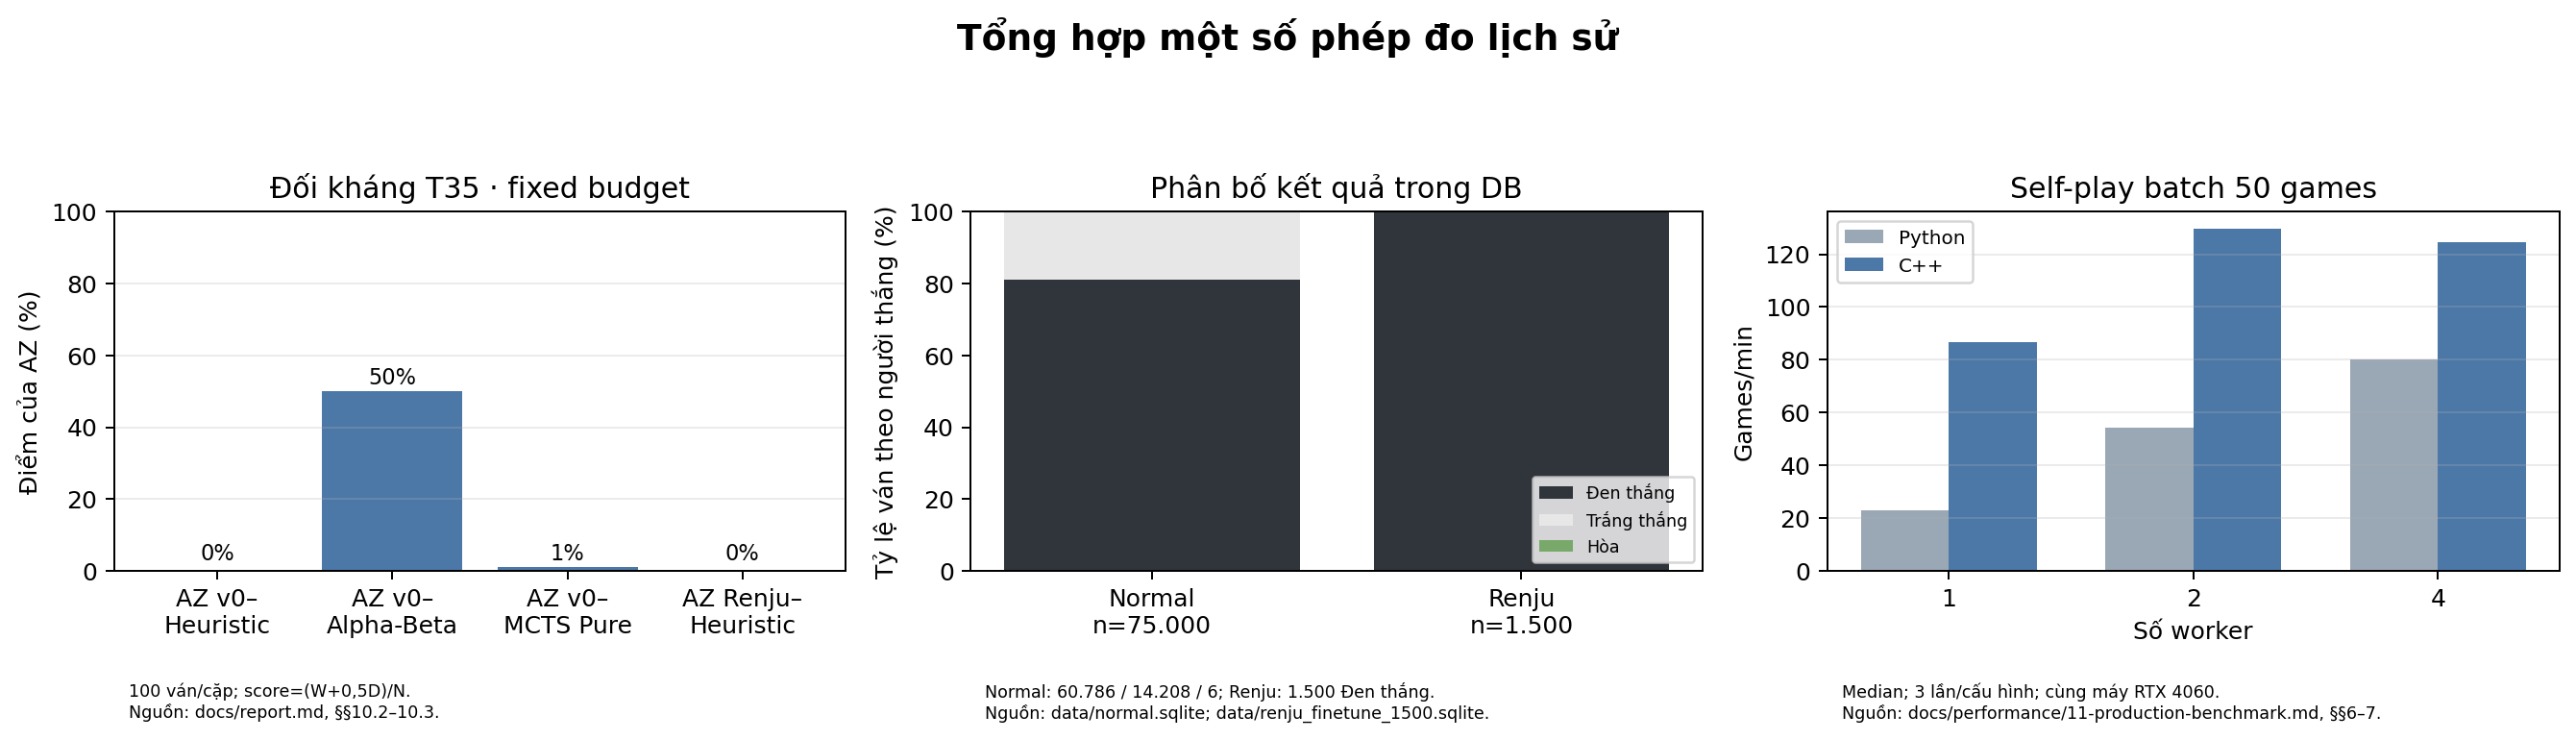 Tổng hợp một số phép đo lịch sử
Đối kháng T35 · fixed budget
Điểm của AZ (%)
100
80
60
40
20
0
0%
50%
1%
0%
AZ v0–
Heuristic
AZ v0–
Alpha-Beta
AZ v0–
MCTS Pure
AZ Renju–
Heuristic
100 ván/cặp; score=(W+0,5D)/N.
Nguồn: docs/report.md, §§10.2–10.3.
Phân bố kết quả trong DB
Tỷ lệ ván theo người thắng (%)
100
80
60
40
20
0
Đen thắng
Trắng thắng
Hòa
Normal
n=75.000
Renju
n=1.500
Normal: 60.786 / 14.208 / 6; Renju: 1.500 Đen thắng.
Nguồn: data/normal.sqlite; data/renju_finetune_1500.sqlite.
Self-play batch 50 games
Games/min
120
100
80
60
40
20
0
Python
C++
1
2
4
Số worker
Median; 3 lần/cấu hình; cùng máy RTX 4060.
Nguồn: docs/performance/11-production-benchmark.md, §§6–7.